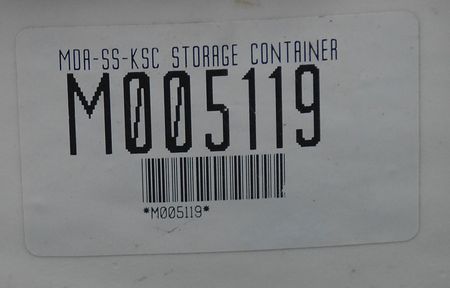 MDA-SS-KSC STORAGE CONTAINER
M005119
*M005119*